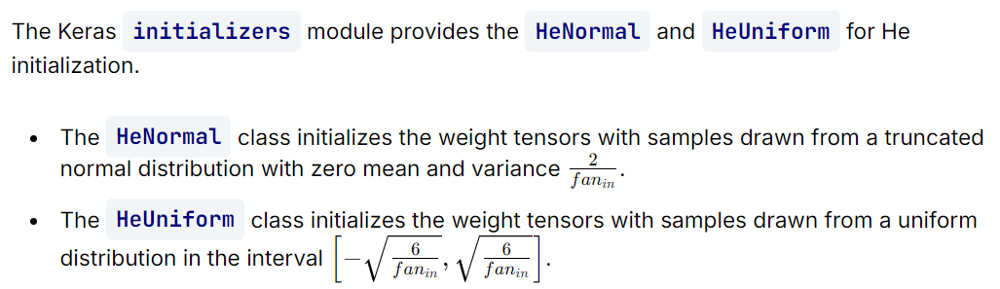 The Keras initializers module provides the HeNormal and HeUniform for He
initialization.
• The HeNormal class initializes the weight tensors with samples drawn from a truncated
normal distribution with zero mean and variance $\frac{2}{fan_{in}}$.
• The HeUniform class initializes the weight tensors with samples drawn from a uniform
distribution in the interval $\left[-\sqrt{\frac{6}{fan_{in}}}, \sqrt{\frac{6}{fan_{in}}}\right]$.